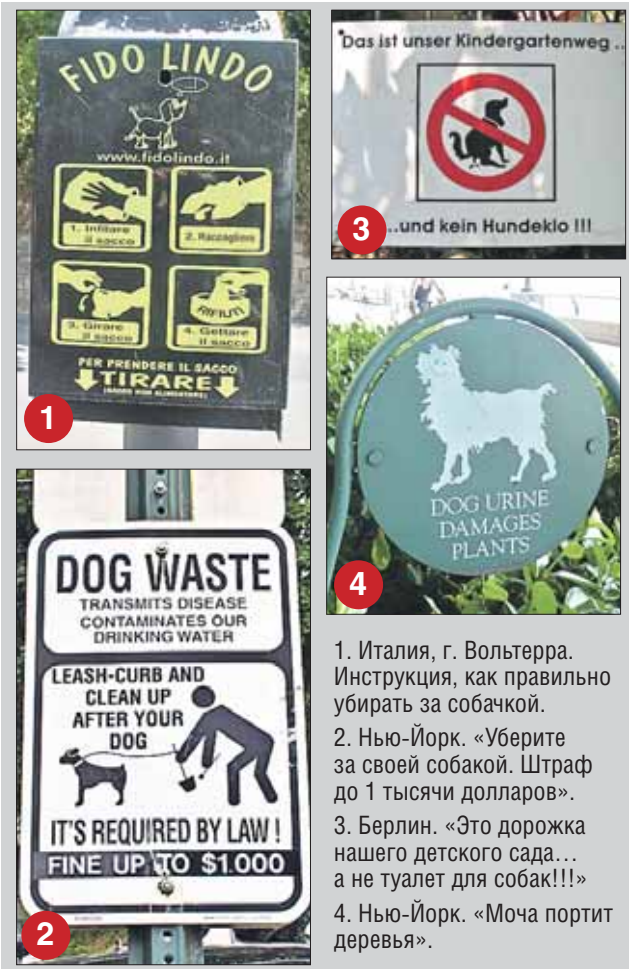 FIDO LINDO
www.fidolindo.it
1. Infilare
il sacco
2. Raccogliere
3. Girare
il sacco
RIFIUTI
4. Gettare
il sacco
PER PRENDERE IL SACCO
TIRARE
1
DOG WASTE
TRANSMITS DISEASE
CONTAMINATES OUR
DRINKING WATER
LEASH-CURB AND
CLEAN UP
AFTER YOUR
DOG
IT'S REQUIRED BY LAW!
FINE UP TO $1.000
2
Das ist unser Kindergartenweg ..
..und kein Hundeklo !!!
3
DOG URINE
DAMAGES
PLANTS
4
1. Италия, г. Вольтерра.
Инструкция, как правильно
убирать за собачкой.
2. Нью-Йорк. «Уберите
за своей собакой. Штраф
до 1 тысячи долларов».
3. Берлин. «Это дорожка
нашего детского сада…
а не туалет для собак!!!»
4. Нью-Йорк. «Моча портит
деревья».